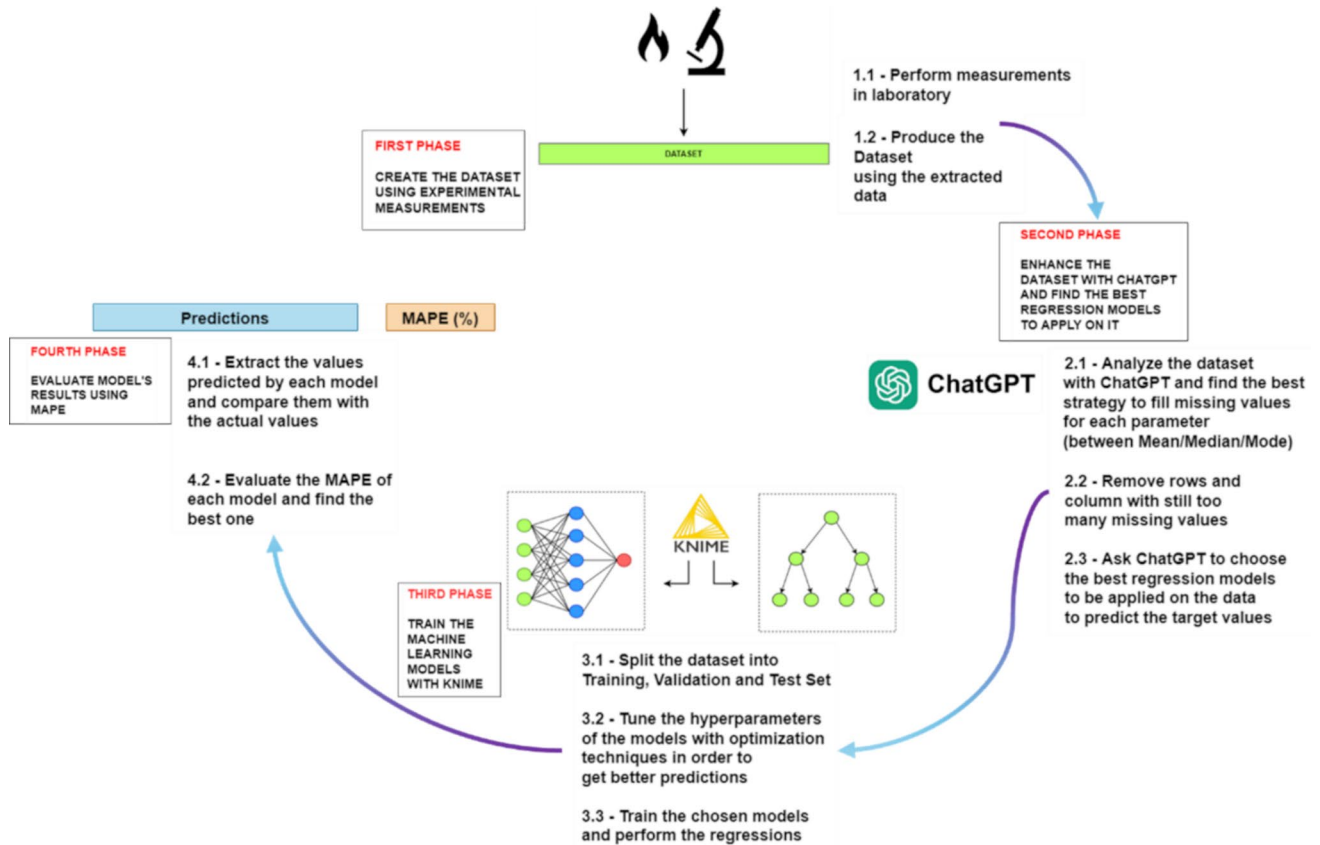 FIRST PHASE
CREATE THE DATASET
USING EXPERIMENTAL
MEASUREMENTS
DATASET
1.1 - Perform measurements
in laboratory
1.2 - Produce the
Dataset
using the extracted
data
SECOND PHASE
ENHANCE THE
DATASET WITH CHATGPT
AND FIND THE BEST
REGRESSION MODELS
TO APPLY ON IT
ChatGPT
2.1 - Analyze the dataset
with ChatGPT and find the best
strategy to fill missing values
for each parameter
(between Mean/Median/Mode)
2.2 - Remove rows and
column with still too
many missing values
2.3 - Ask ChatGPT to choose
the best regression models
to be applied on the data
to predict the target values
KNIME
THIRD PHASE
TRAIN THE
MACHINE
LEARNING
MODELS
WITH KNIME
3.1 - Split the dataset into
Training, Validation and Test Set
3.2 - Tune the hyperparameters
of the models with optimization
techniques in order to
get better predictions
3.3 - Train the chosen models
and perform the regressions
Predictions
MAPE (%)
FOURTH PHASE
EVALUATE MODEL'S
RESULTS USING
MAPE
4.1 - Extract the values
predicted by each model
and compare them with
the actual values
4.2 - Evaluate the MAPE of
each model and find the
best one